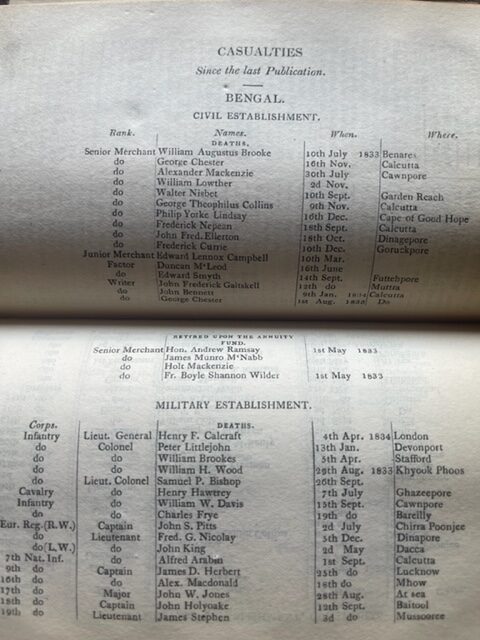 CASUALTIES
Since the last Publication.
BENGAL.
CIVIL ESTABLISHMENT.
Rank. Names. When. Where.
DEATHS.
Senior Merchant William Augustus Brooke 10th July 1833 Benares
do George Chester 16th Nov. Calcutta
do Alexander Mackenzie 30th July Cawnpore
do William Lowther 2d Nov.
do Walter Nisbet 10th Sept. Garden Reach
do George Theophilus Collins 9th Nov. Calcutta
do Philip Yorke Lindsay 16th Dec. Cape of Good Hope
do Frederick Nepean 18th Sept. Calcutta
do John Fred. Ellerton 18th Oct. Dinagepore
do Frederick Currie 10th Dec. Goruckpore
Junior Merchant Edward Lennox Campbell 10th Mar.
Factor Duncan McLeod 16th June
do Edward Smyth 14th Sept. Futtehpore
Writer John Frederick Gaitskell 12th do Muttra
do John Bennett 9th Jan. 1834 Calcutta
do George Chester 1st Aug. 1833 Do
RETIRED UPON THE ANNUITY
FUND.
Senior Merchant Hon. Andrew Ramsay 1st May 1833
do James Munro McNabb
do Holt Mackenzie
do Fr. Boyle Shannon Wilder 1st May 1833
MILITARY ESTABLISHMENT.
Corps. DEATHS.
Infantry Lieut. General Henry F. Calcraft 4th Apr. 1834 London
do Colonel Peter Littlejohn 13th Jan. Devonport
do do William Brookes 5th Apr. Stafford
do do William H. Wood 29th Aug. 1833 Khyook Phoos
do Lieut. Colonel Samuel P. Bishop 26th Sept.
Cavalry do Henry Hawtrey 7th July Ghazeepore
Infantry do William W. Davis 15th Sept. Cawnpore
do do Charles Frye 19th do Bareilly
Eur. Reg.(R.W.) Captain John S. Pitts 2d July Chirra Poonjee
do Lieutenant Fred. G. Nicolay 5th Dec. Dinapore
do(L.W.) do John King 2d May Dacca
7th Nat. Inf. do Alfred Arabin 1st Sept. Calcutta
9th do Captain James D. Herbert 25th do Lucknow
16th do do Alex. Macdonald 18th do Mhow
17th do Major John W. Jones 28th Aug. At sea
18th do Captain John Holyoake 12th Sept. Baitool
19th do Lieutenant James Stephen 3d do Mussooree